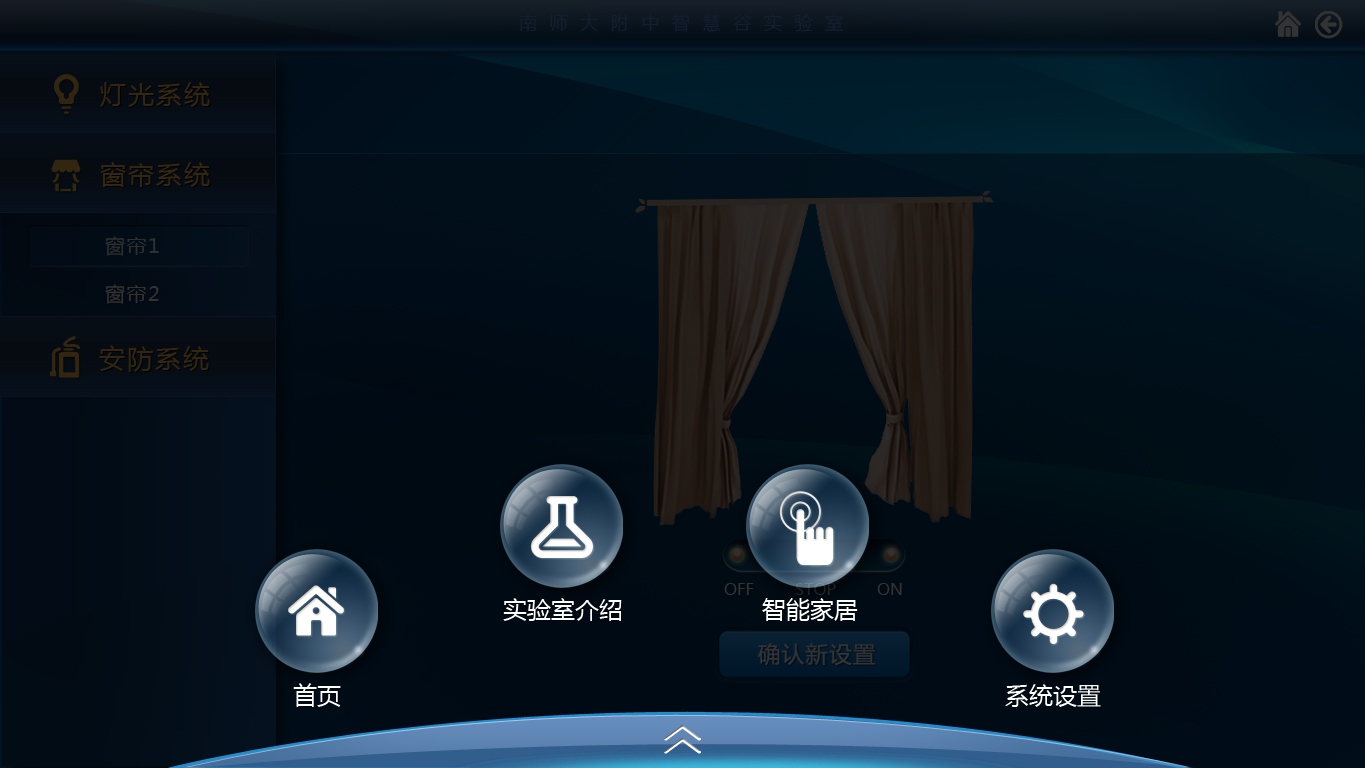 南师大附中智慧谷实验室
灯光系统
窗帘系统
窗帘1
窗帘2
安防系统
OFF STOP ON
实验室介绍
智能家居
确认新设置
首页
系统设置